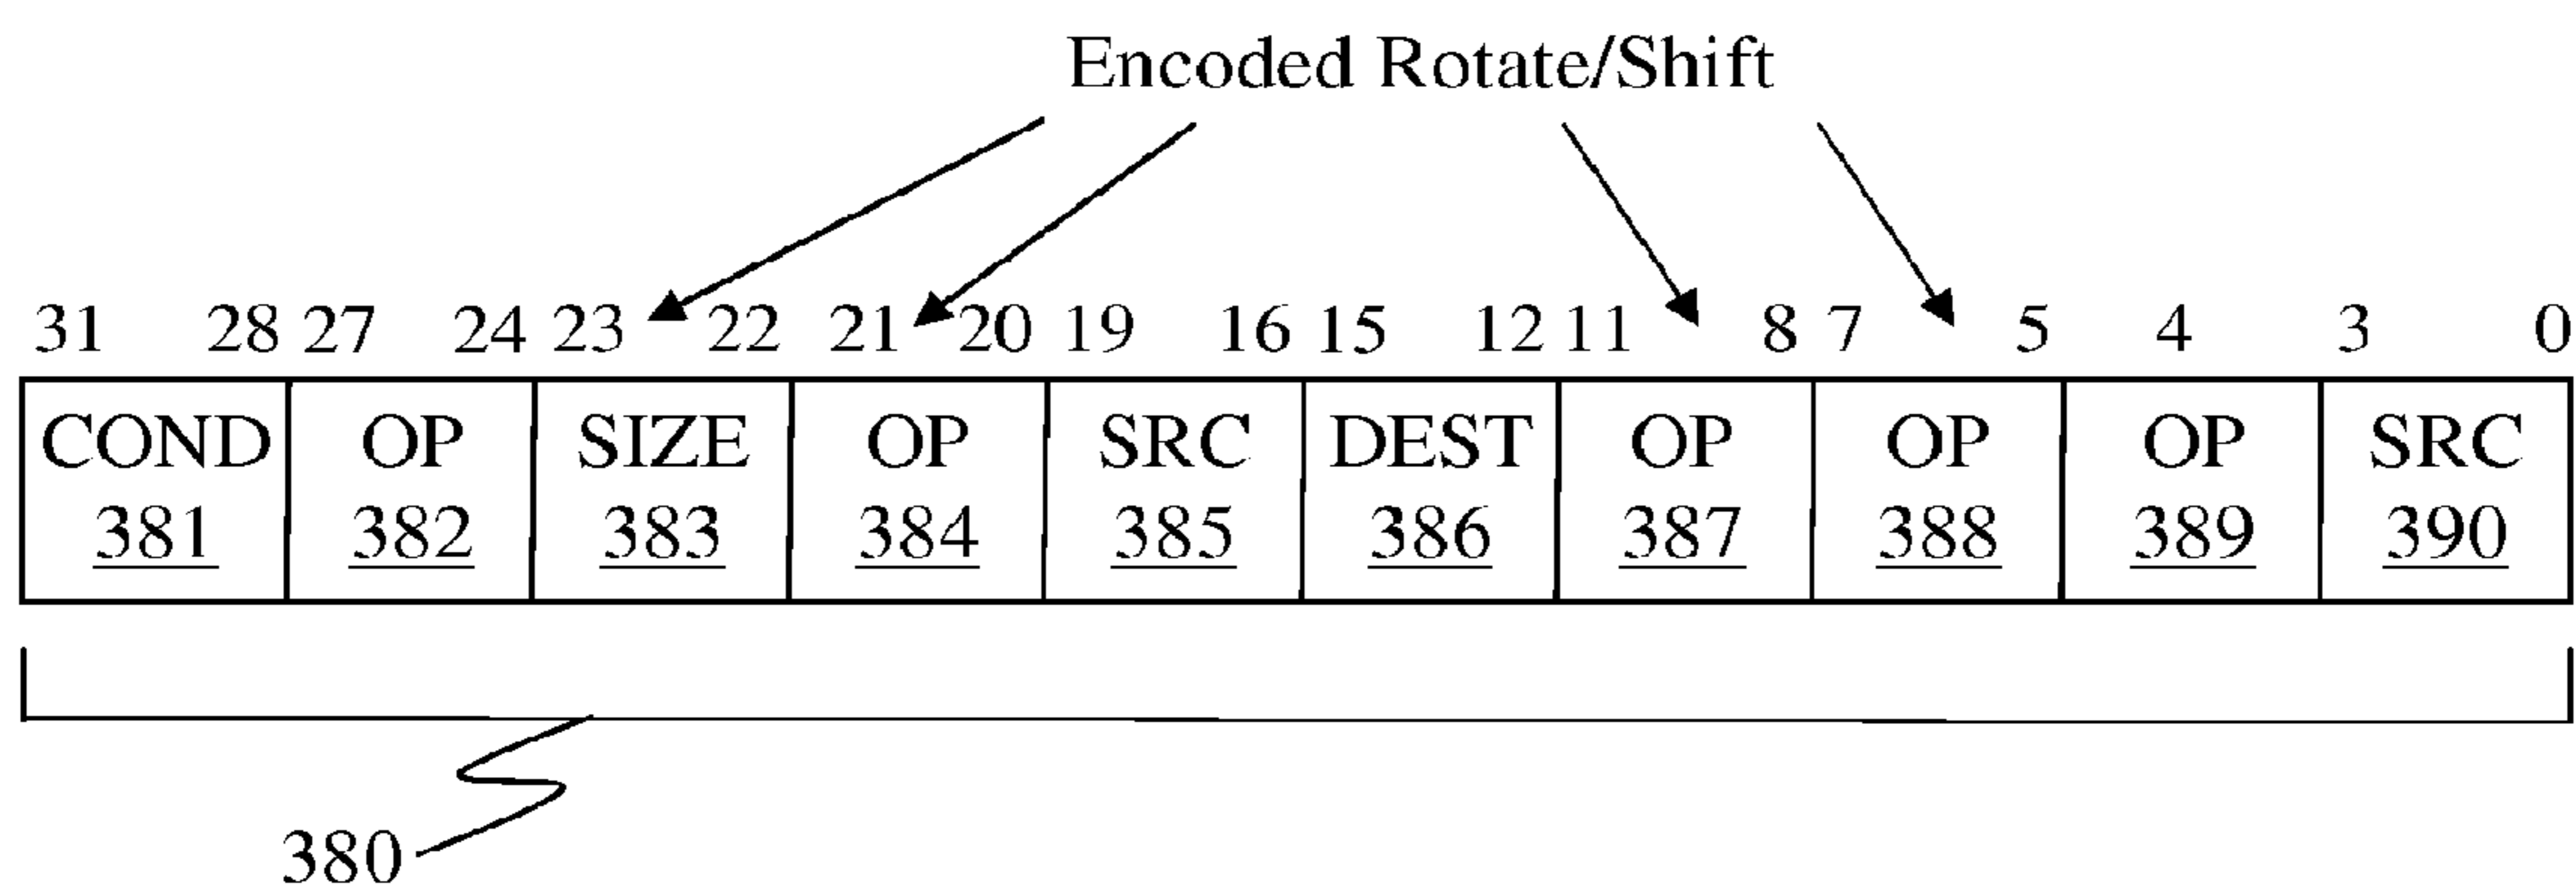 Encoded Rotate/Shift
31 28 27 24 23 22 21 20 19 16 15 12 11 8 7 5 4 3 0
COND OP SIZE OP SRC DEST OP OP OP SRC
381 382 383 384 385 386 387 388 389 390
380